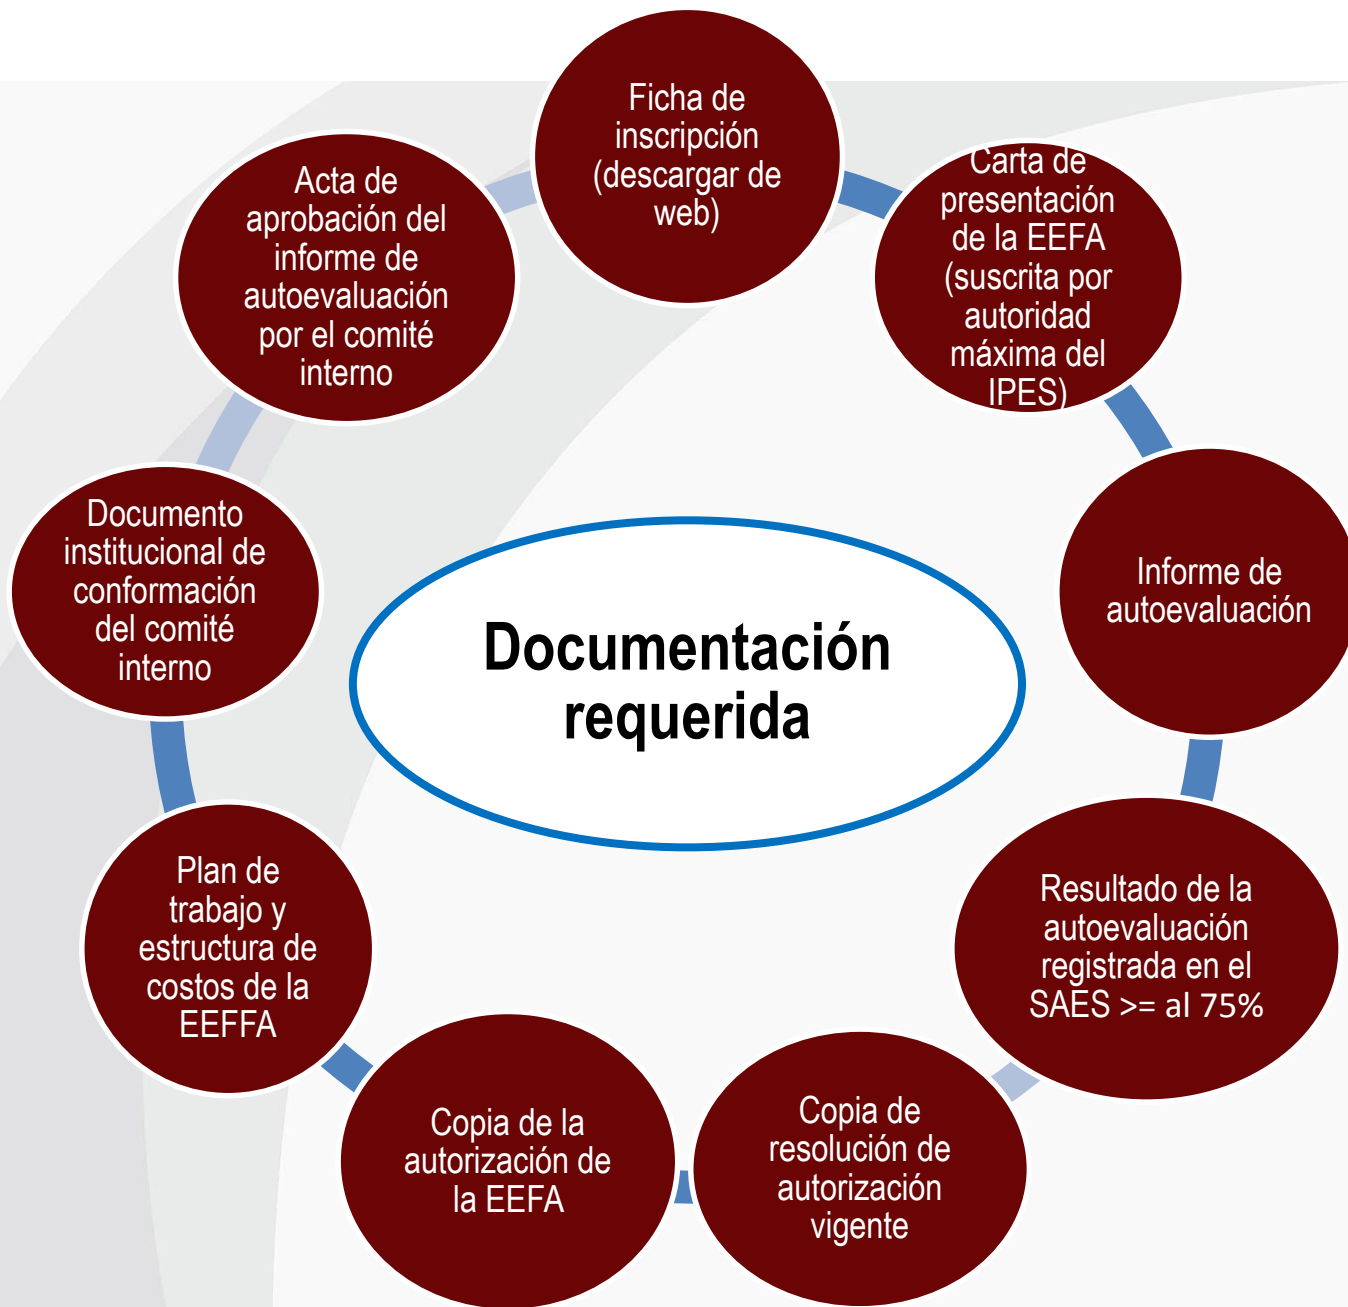 Ficha de
inscripción
(descargar de
web)
Carta de
presentación
de la EEFA
(suscrita por
autoridad
máxima del
IPES)
Informe de
autoevaluación
Resultado de la
autoevaluación
registrada en el
SAES >= al 75%
Copia de
resolución de
autorización
vigente
Copia de la
autorización de
la EEFA
Plan de
trabajo y
estructura de
costos de la
EEFFA
Documento
institucional de
conformación
del comité
interno
Acta de
aprobación del
informe de
autoevaluación
por el comité
interno
Documentación
requerida